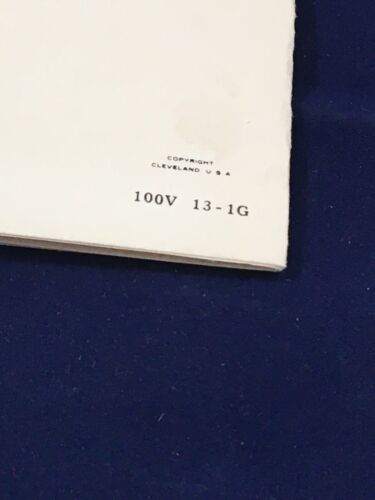 COPYRIGHT
CLEVELAND U S A
100V 13-1G